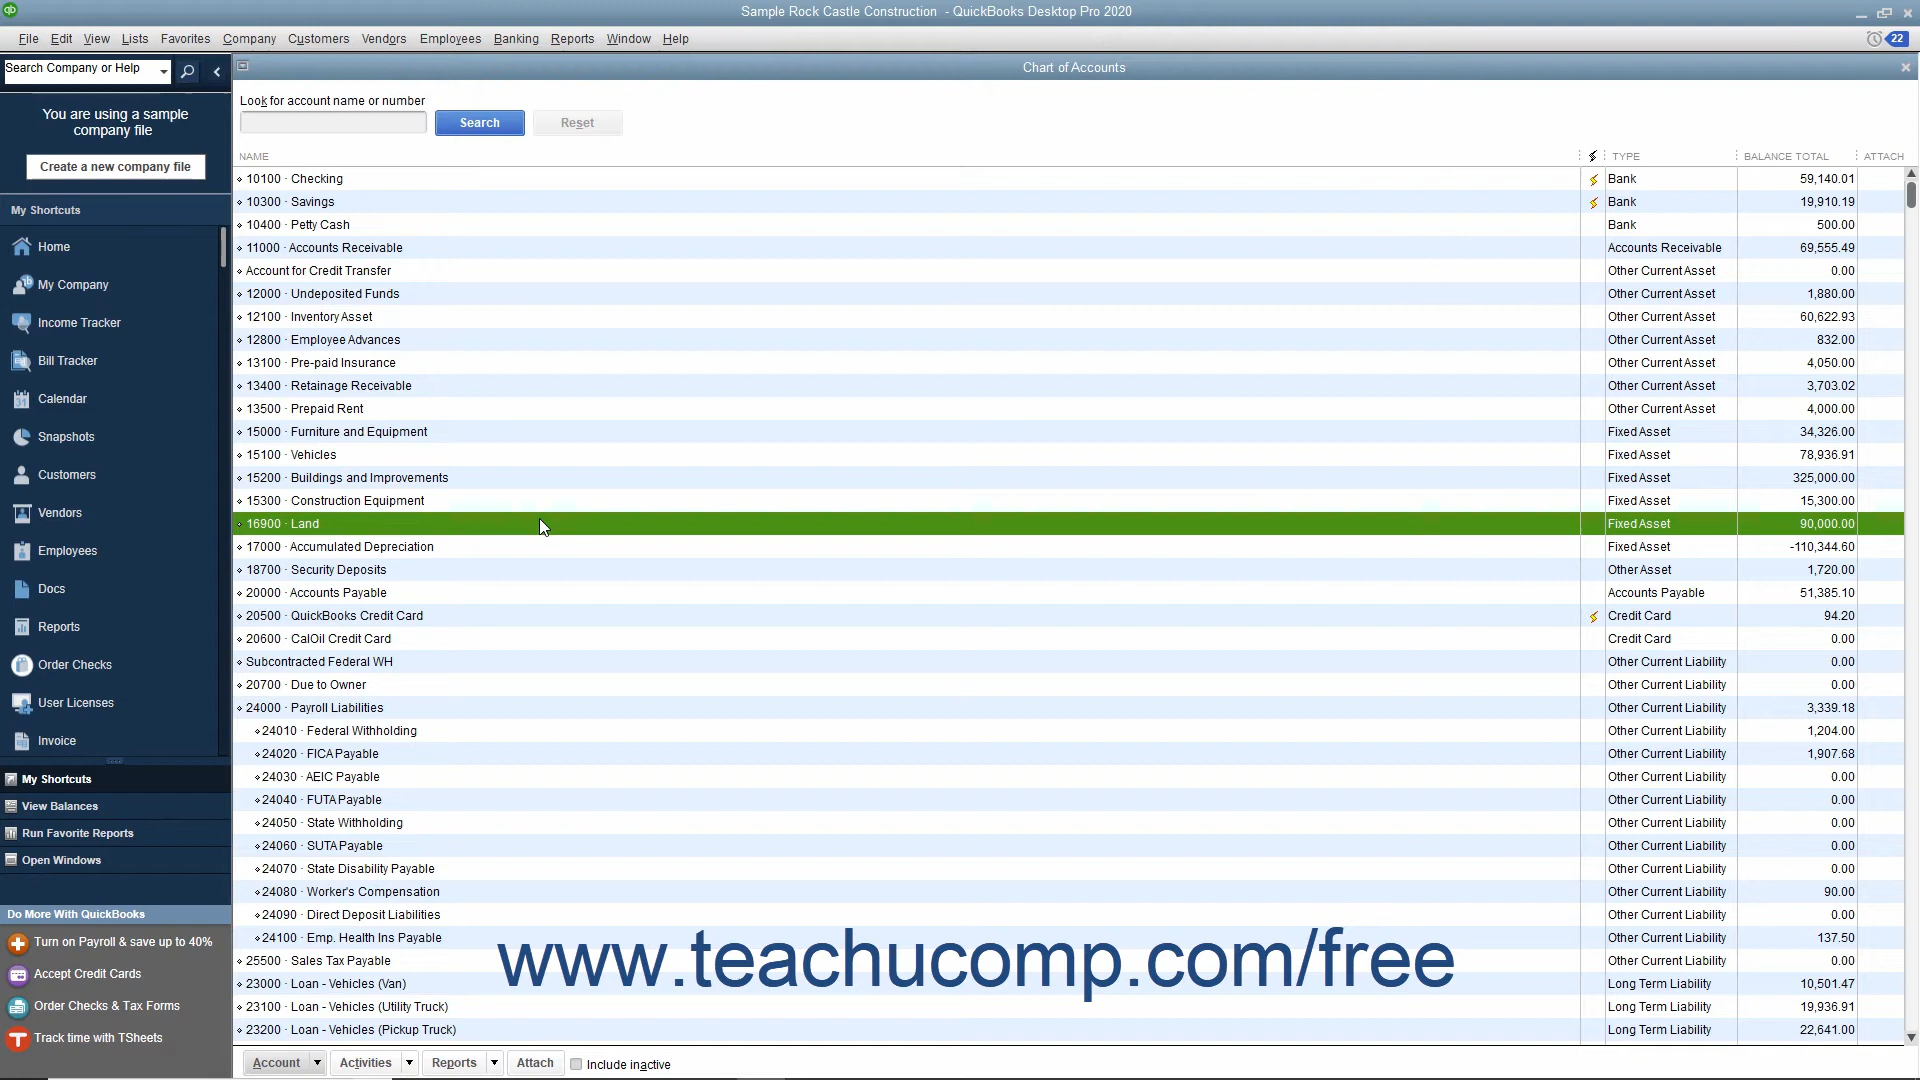 Sample Rock Castle Construction - QuickBooks Desktop Pro 2020
File Edit View Lists Favorites Company Customers Vendors Employees Banking Reports Window Help
22
Search Company or Help
You are using a sample
company file
Create a new company file
My Shortcuts
Home
My Company
Income Tracker
Bill Tracker
Calendar
Snapshots
Customers
Vendors
Employees
Docs
Reports
Order Checks
User Licenses
Invoice
My Shortcuts
View Balances
Run Favorite Reports
Open Windows
Do More With QuickBooks
Turn on Payroll & save up to 40%
Accept Credit Cards
Order Checks & Tax Forms
Track time with TSheets
Chart of Accounts
Look for account name or number
Search Reset
NAME TYPE BALANCE TOTAL ATTACH
10100 · Checking Bank 59,140.01
10300 · Savings Bank 19,910.19
10400 · Petty Cash Bank 500.00
11000 · Accounts Receivable Accounts Receivable 69,555.49
Account for Credit Transfer Other Current Asset 0.00
12000 · Undeposited Funds Other Current Asset 1,880.00
12100 · Inventory Asset Other Current Asset 60,622.93
12800 · Employee Advances Other Current Asset 832.00
13100 · Pre-paid Insurance Other Current Asset 4,050.00
13400 · Retainage Receivable Other Current Asset 3,703.02
13500 · Prepaid Rent Other Current Asset 4,000.00
15000 · Furniture and Equipment Fixed Asset 34,326.00
15100 · Vehicles Fixed Asset 78,936.91
15200 · Buildings and Improvements Fixed Asset 325,000.00
15300 · Construction Equipment Fixed Asset 15,300.00
16900 · Land Fixed Asset 90,000.00
17000 · Accumulated Depreciation Fixed Asset -110,344.60
18700 · Security Deposits Other Asset 1,720.00
20000 · Accounts Payable Accounts Payable 51,385.10
20500 · QuickBooks Credit Card Credit Card 94.20
20600 · CalOil Credit Card Credit Card 0.00
Subcontracted Federal WH Other Current Liability 0.00
20700 · Due to Owner Other Current Liability 0.00
24000 · Payroll Liabilities Other Current Liability 3,339.18
24010 · Federal Withholding Other Current Liability 1,204.00
24020 · FICA Payable Other Current Liability 1,907.68
24030 · AEIC Payable Other Current Liability 0.00
24040 · FUTA Payable Other Current Liability 0.00
24050 · State Withholding Other Current Liability 0.00
24060 · SUTA Payable Other Current Liability 0.00
24070 · State Disability Payable Other Current Liability 0.00
24080 · Worker's Compensation Other Current Liability 90.00
24090 · Direct Deposit Liabilities Other Current Liability 0.00
24100 · Emp. Health Ins Payable Other Current Liability 137.50
25500 · Sales Tax Payable Other Current Liability 0.00
23000 · Loan - Vehicles (Van) Long Term Liability 10,501.47
23100 · Loan - Vehicles (Utility Truck) Long Term Liability 19,936.91
23200 · Loan - Vehicles (Pickup Truck) Long Term Liability 22,641.00
www.teachucomp.com/free
Account Activities Reports Attach Include inactive